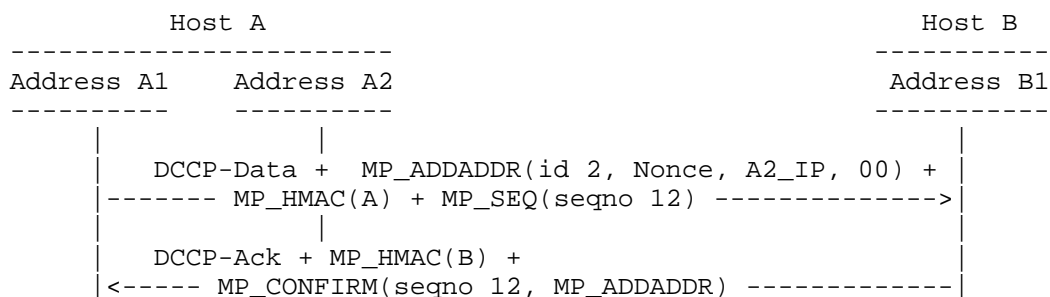 Host A Host B
------------------------ -----------
Address A1 Address A2 Address B1
---------- ---------- -----------
| | |
| DCCP-Data + MP_ADDADDR(id 2, Nonce, A2_IP, 00) + |
|------- MP_HMAC(A) + MP_SEQ(seqno 12) -------------->|
| | |
| DCCP-Ack + MP_HMAC(B) + |
|<----- MP_CONFIRM(seqno 12, MP_ADDADDR) -------------|